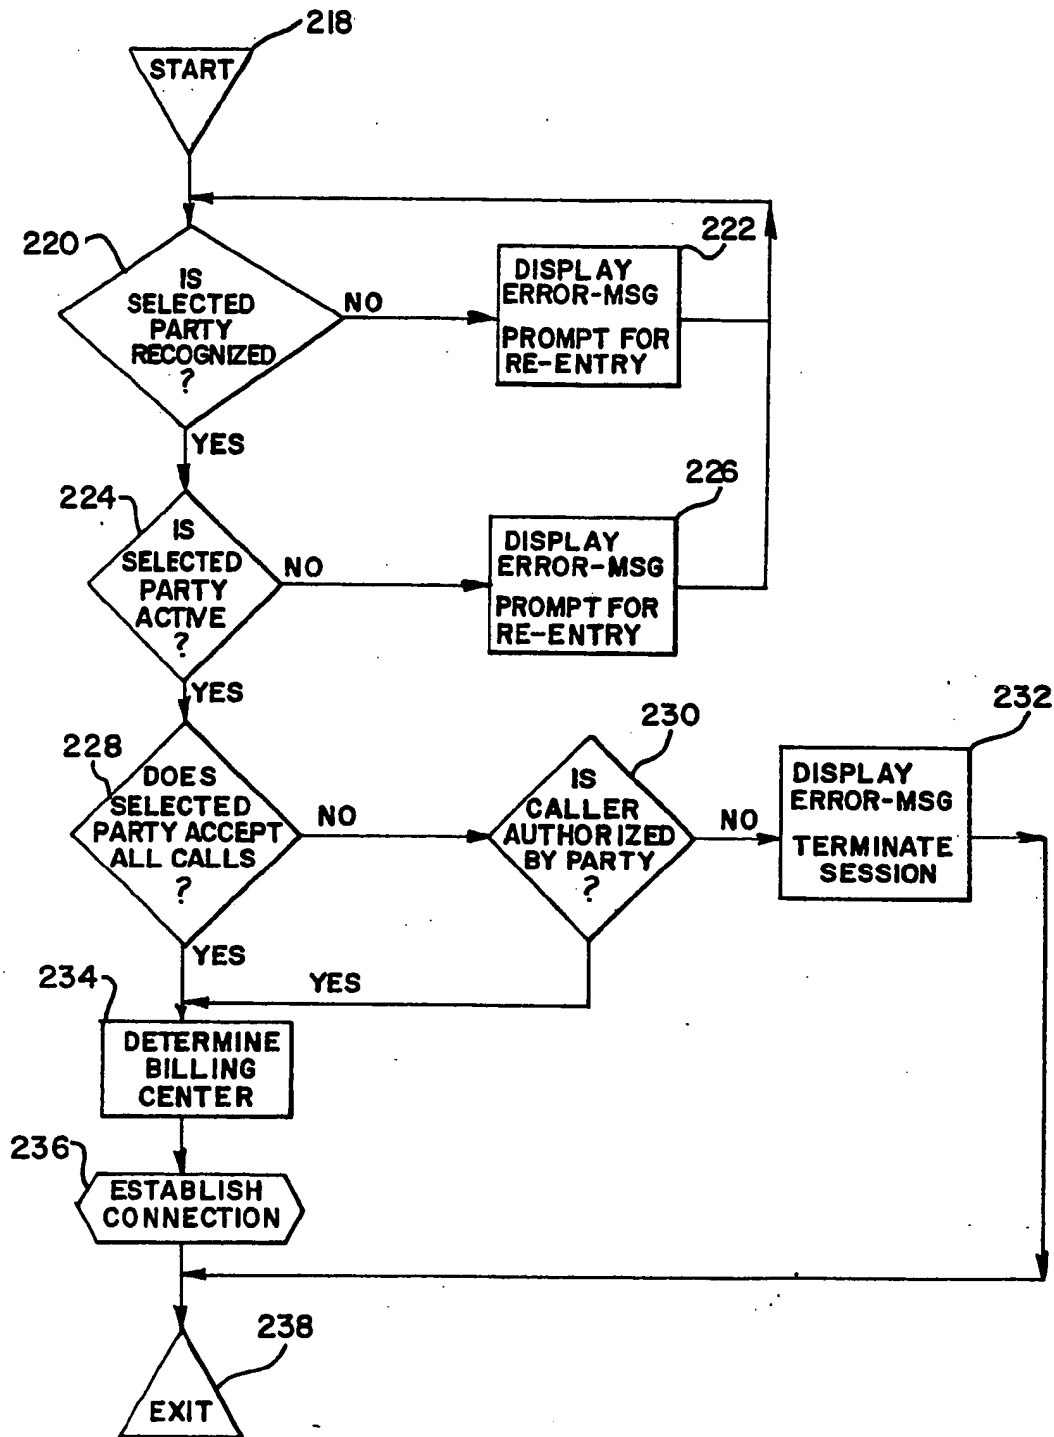 218
START
220
IS
SELECTED
PARTY
RECOGNIZED
?
NO
222
DISPLAY
ERROR-MSG
PROMPT FOR
RE-ENTRY
YES
224
IS
SELECTED
PARTY
ACTIVE
?
NO
226
DISPLAY
ERROR-MSG
PROMPT FOR
RE-ENTRY
YES
228
DOES
SELECTED
PARTY ACCEPT
ALL CALLS
?
NO
230
IS
CALLER
AUTHORIZED
BY PARTY
?
NO
232
DISPLAY
ERROR-MSG
TERMINATE
SESSION
YES
YES
234
DETERMINE
BILLING
CENTER
236
ESTABLISH
CONNECTION
238
EXIT